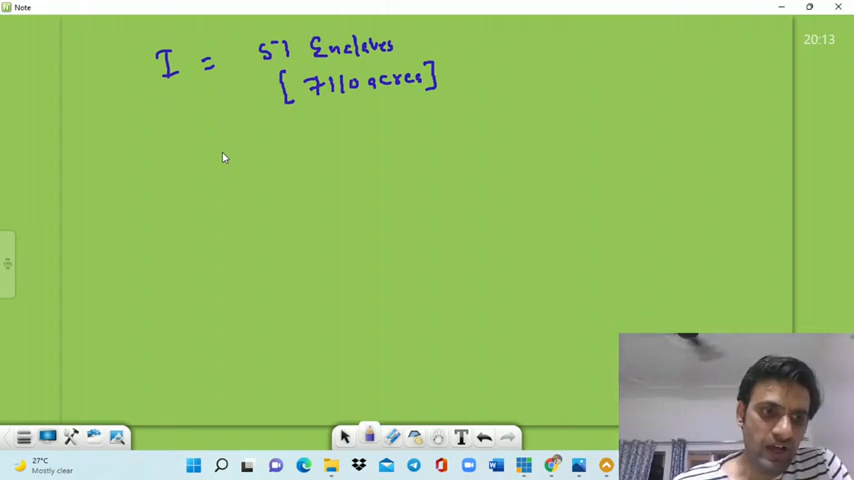 Note
20:13
I = 51 Enclaves
[7110 acres]
27°C
Mostly clear